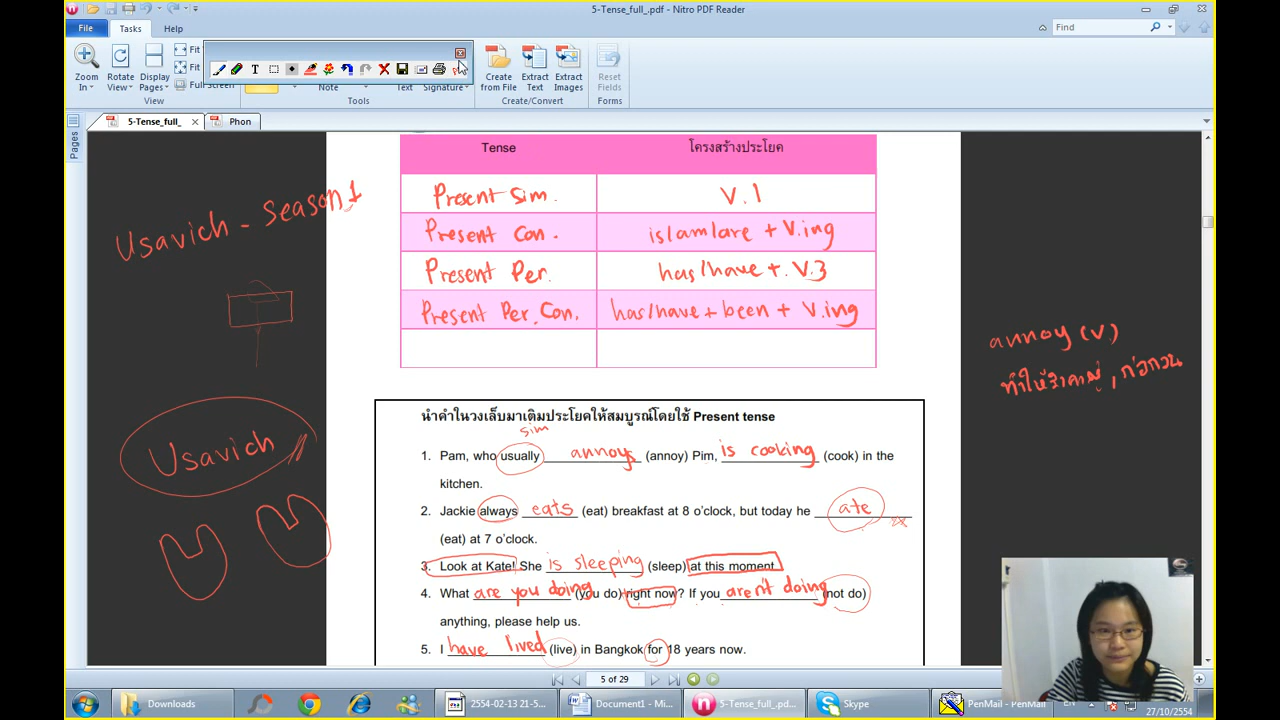 5-Tense_full_.pdf - Nitro PDF Reader
File Tasks Help
Find
Fit
Fit
Full Screen
Zoom In
Rotate View
Display Pages
Note
Text
Signature
Create from File
Extract Text
Extract Images
Reset Fields
View Tools Create/Convert Forms
5-Tense_full_ x Phon
Pages
Tense โครงสร้างประโยค
Present Sim. V.1
Present Con. is/am/are + V.ing
Present Per. has/have + V.3
Present Per. Con. has/have + been + V.ing
Usavich - Season 1
Usavich
annoy (v.)
ทำให้รำคาญ, ก่อกวน
นำคำในวงเล็บมาเติมประโยคให้สมบูรณ์โดยใช้ Present tense
sim
1. Pam, who usually annoys (annoy) Pim, is cooking (cook) in the
kitchen.
2. Jackie always eats (eat) breakfast at 8 o'clock, but today he ate
(eat) at 7 o'clock.
3. Look at Kate! She is sleeping (sleep) at this moment.
4. What are you doing (you do) right now? If you aren't doing (not do)
anything, please help us.
5. I have lived (live) in Bangkok for 18 years now.
5 of 29
Downloads
2554-02-13 21-5...
Document1 - Mi...
5-Tense_full_.pd...
Skype
PenMail - PenMail
EN
27/10/2554